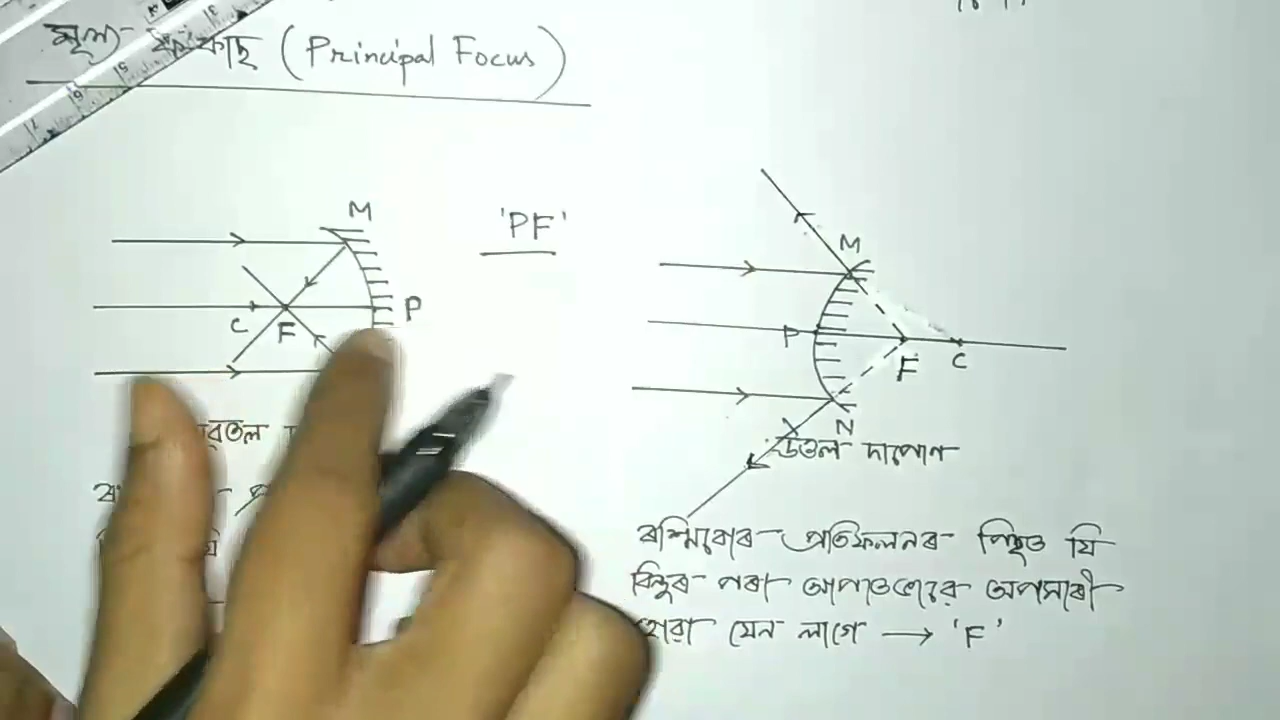 মূখ্য ফ'কাছ (Principal Focus)
M
'PF'
C F P
M
P F C
N
উত্তল দাপোণ
ৰশ্মিবোৰ প্ৰতিফলনৰ পিছত যি
বিন্দুৰ পৰা আপাতভাৱে অপসাৰী
হোৱা যেন লাগে → 'F'